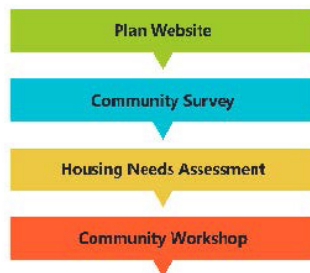 Plan Website
Community Survey
Housing Needs Assessment
Community Workshop